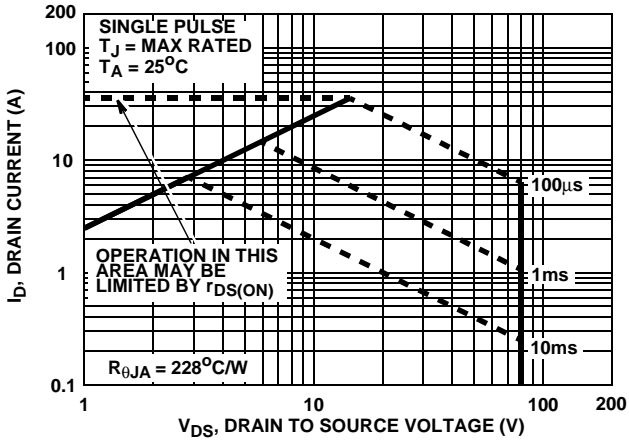 200
100
10
1
0.1
I_D, DRAIN CURRENT (A)
SINGLE PULSE
T_J = MAX RATED
T_A = 25°C
100μs
1ms
10ms
OPERATION IN THIS
AREA MAY BE
LIMITED BY r_DS(ON)
R_θJA = 228°C/W
1
10
100
200
V_DS, DRAIN TO SOURCE VOLTAGE (V)